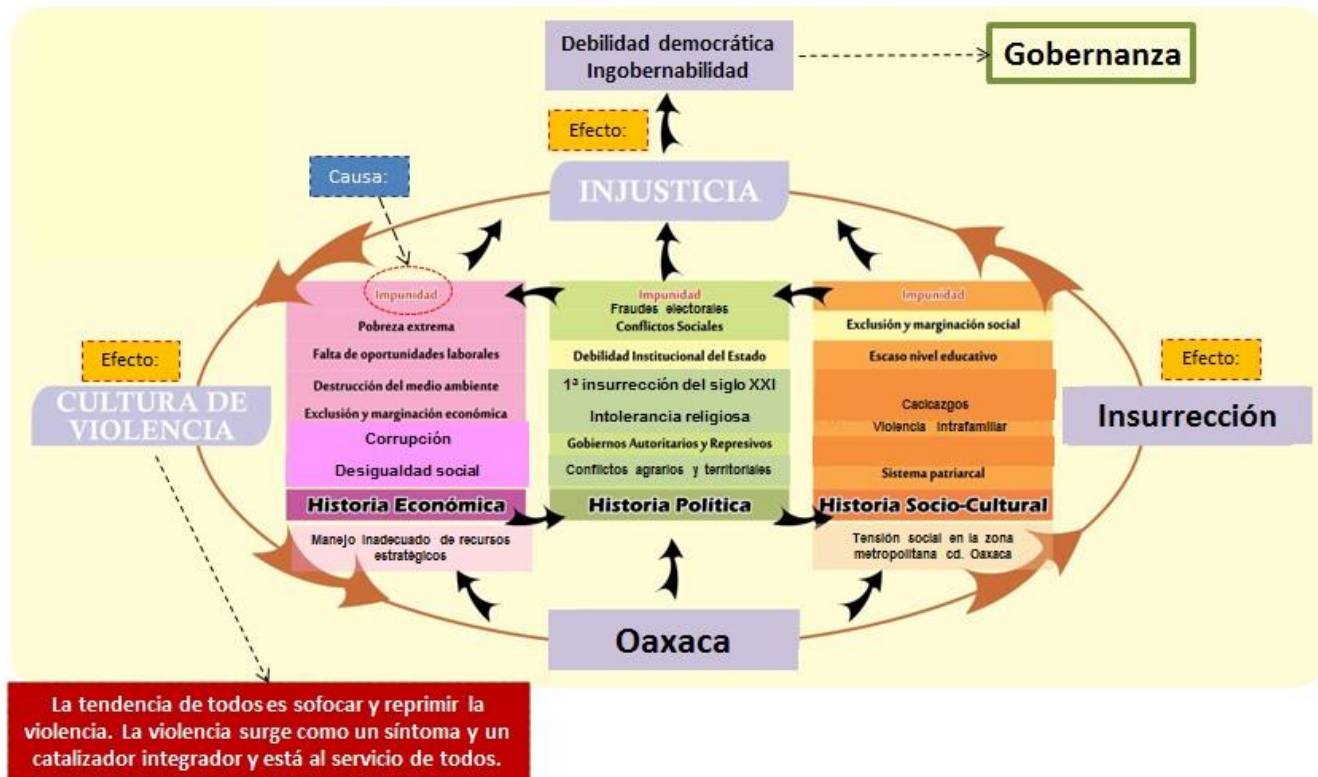 Debilidad democrática
Ingobernabilidad
Gobernanza
Efecto:
Causa:
INJUSTICIA
Impunidad
Pobreza extrema
Falta de oportunidades laborales
Destrucción del medio ambiente
Exclusión y marginación económica
Corrupción
Desigualdad social
Historia Económica
Manejo inadecuado de recursos
estratégicos
Impunidad
Fraudes electorales
Conflictos Sociales
Debilidad Institucional del Estado
1ª insurrección del siglo XXI
Intolerancia religiosa
Gobiernos Autoritarios y Represivos
Conflictos agrarios y territoriales
Historia Política
Impunidad
Exclusión y marginación social
Escaso nivel educativo
Cacicazgos
Violencia Intrafamiliar
Sistema patriarcal
Historia Socio-Cultural
Tensión social en la zona
metropolitana cd. Oaxaca
Efecto:
CULTURA DE
VIOLENCIA
Efecto:
Insurrección
Oaxaca
La tendencia de todos es sofocar y reprimir la
violencia. La violencia surge como un síntoma y un
catalizador integrador y está al servicio de todos.